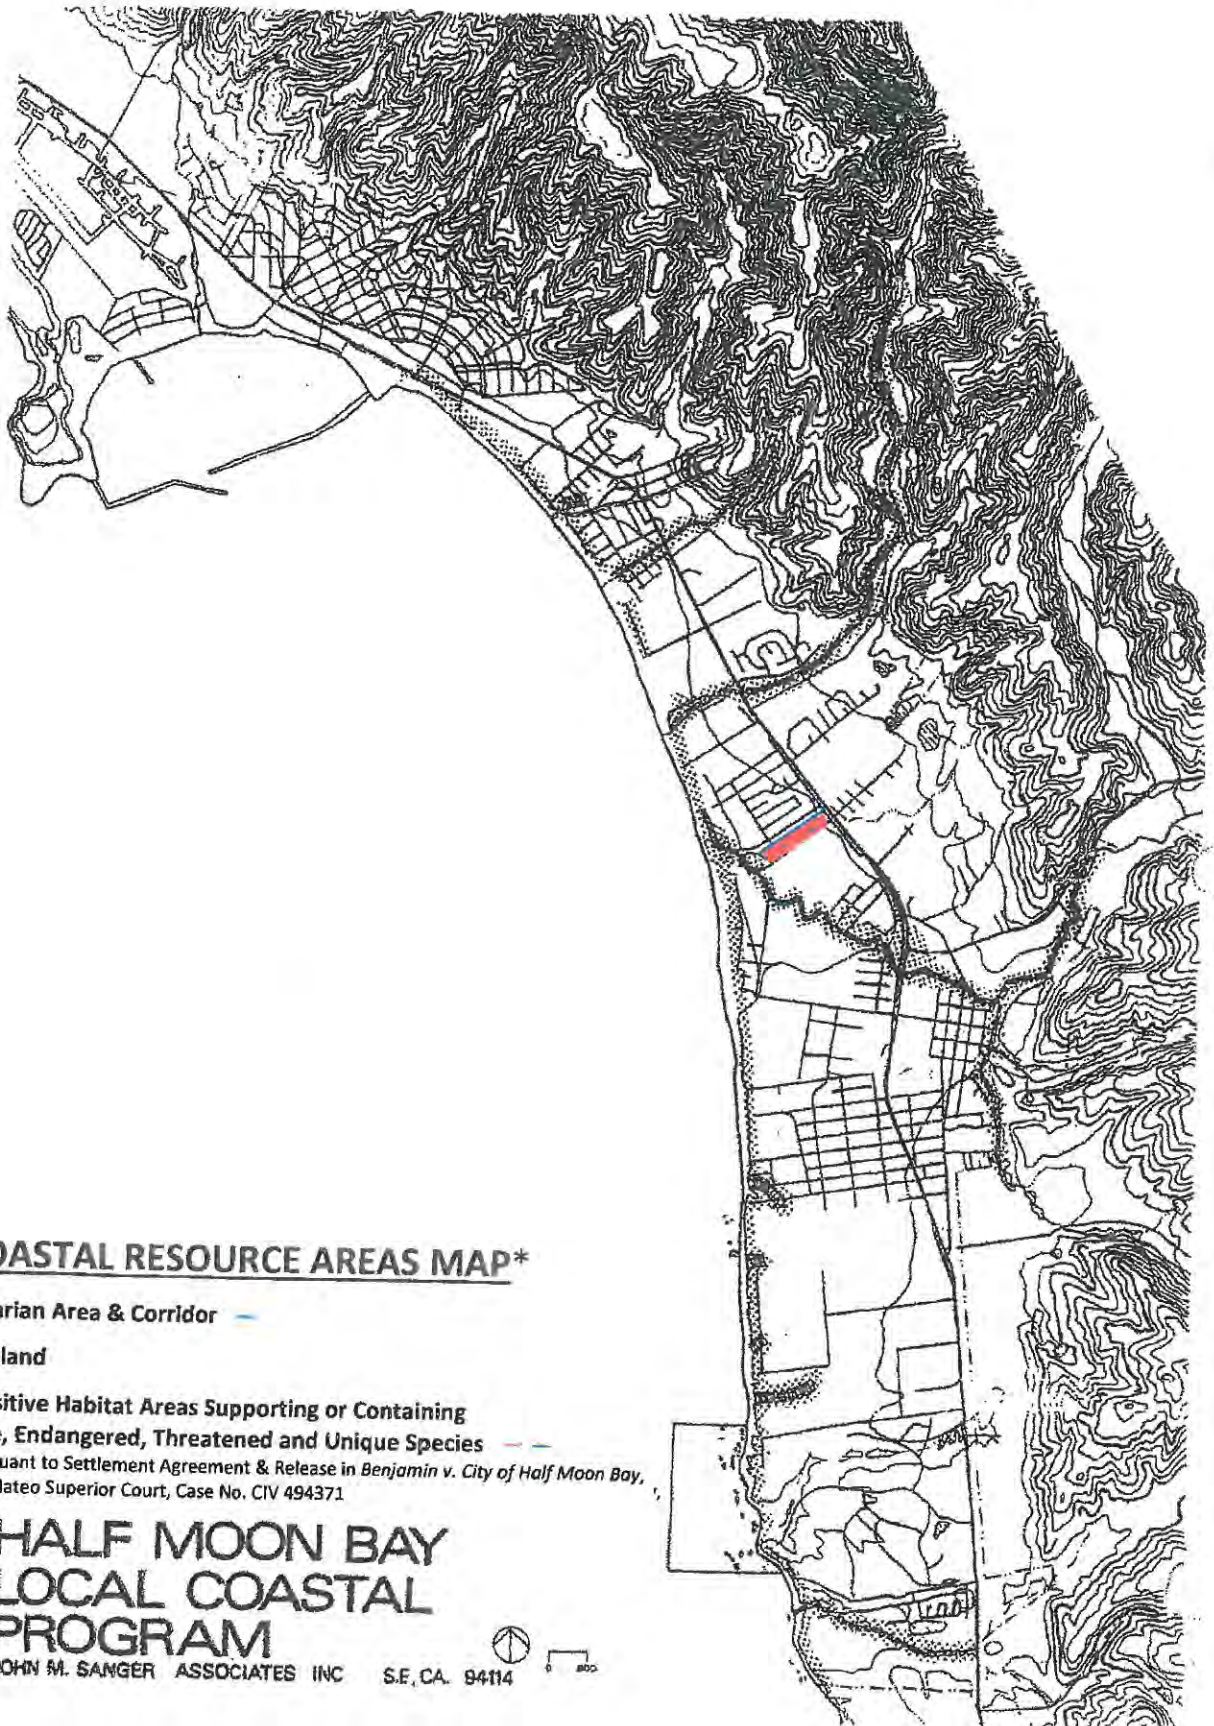 OASTAL RESOURCE AREAS MAP*
arian Area & Corridor
land
sitive Habitat Areas Supporting or Containing
, Endangered, Threatened and Unique Species
uant to Settlement Agreement & Release in Benjamin v. City of Half Moon Bay,
lateo Superior Court, Case No. CIV 494371
HALF MOON BAY
LOCAL COASTAL
PROGRAM
OHN M. SANGER ASSOCIATES INC S.F., CA. 94114
0